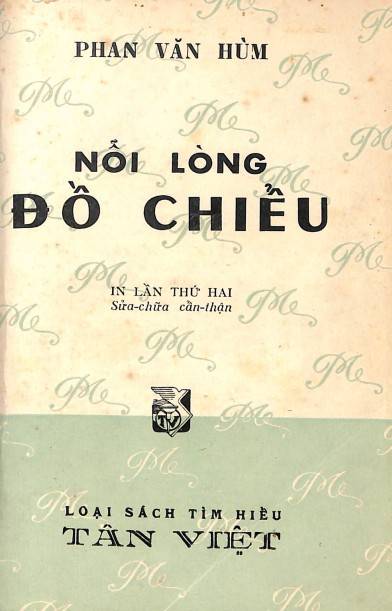 PHAN VĂN HÙM
NỖI LÒNG
ĐỒ CHIỂU
IN LẦN THỨ HAI
Sửa-chữa cẩn-thận
TV
LOẠI SÁCH TÌM HIỂU
TÂN VIỆT